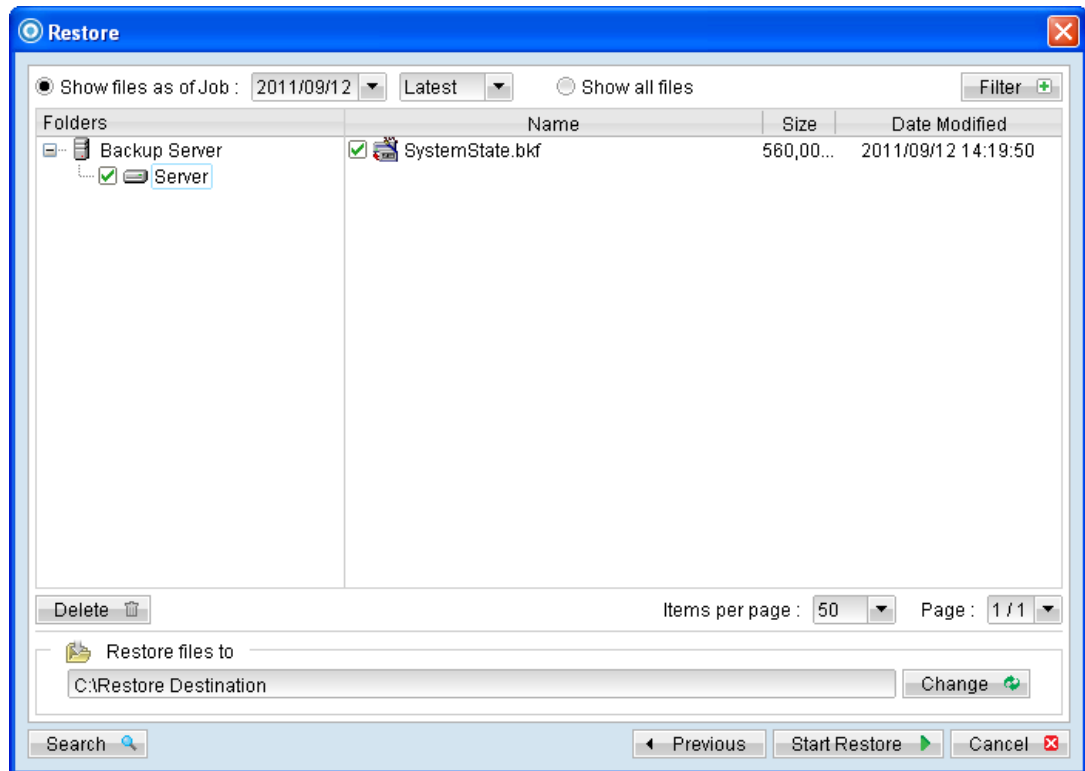 Restore
Show files as of Job : 2011/09/12 Latest Show all files Filter
Folders Name Size Date Modified
Backup Server SystemState.bkf 560,00... 2011/09/12 14:19:50
Server
Delete Items per page : 50 Page : 1 / 1
Restore files to
C:\Restore Destination Change
Search Previous Start Restore Cancel